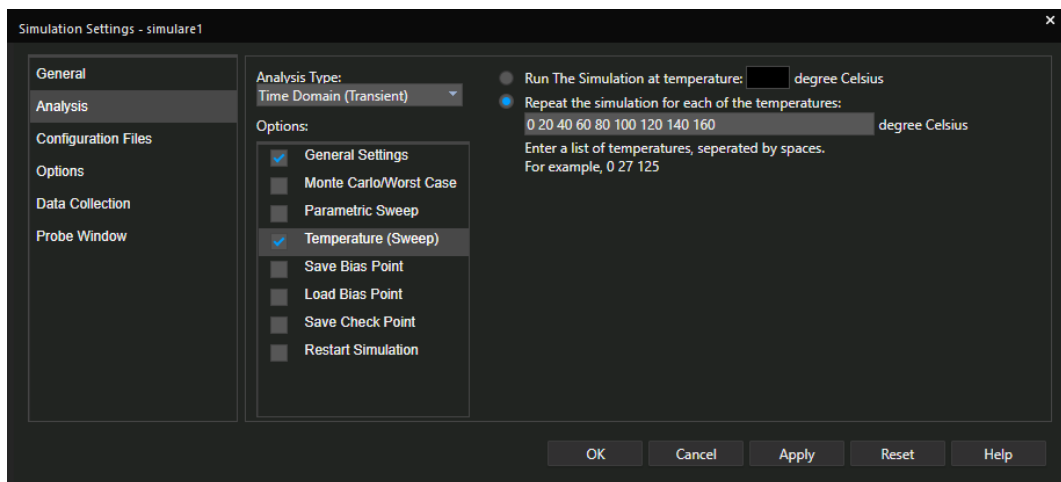 Simulation Settings - simulare1
General
Analysis
Configuration Files
Options
Data Collection
Probe Window
Analysis Type:
Time Domain (Transient)
Options:
General Settings
Monte Carlo/Worst Case
Parametric Sweep
Temperature (Sweep)
Save Bias Point
Load Bias Point
Save Check Point
Restart Simulation
Run The Simulation at temperature: degree Celsius
Repeat the simulation for each of the temperatures:
0 20 40 60 80 100 120 140 160 degree Celsius
Enter a list of temperatures, seperated by spaces.
For example, 0 27 125
OK Cancel Apply Reset Help